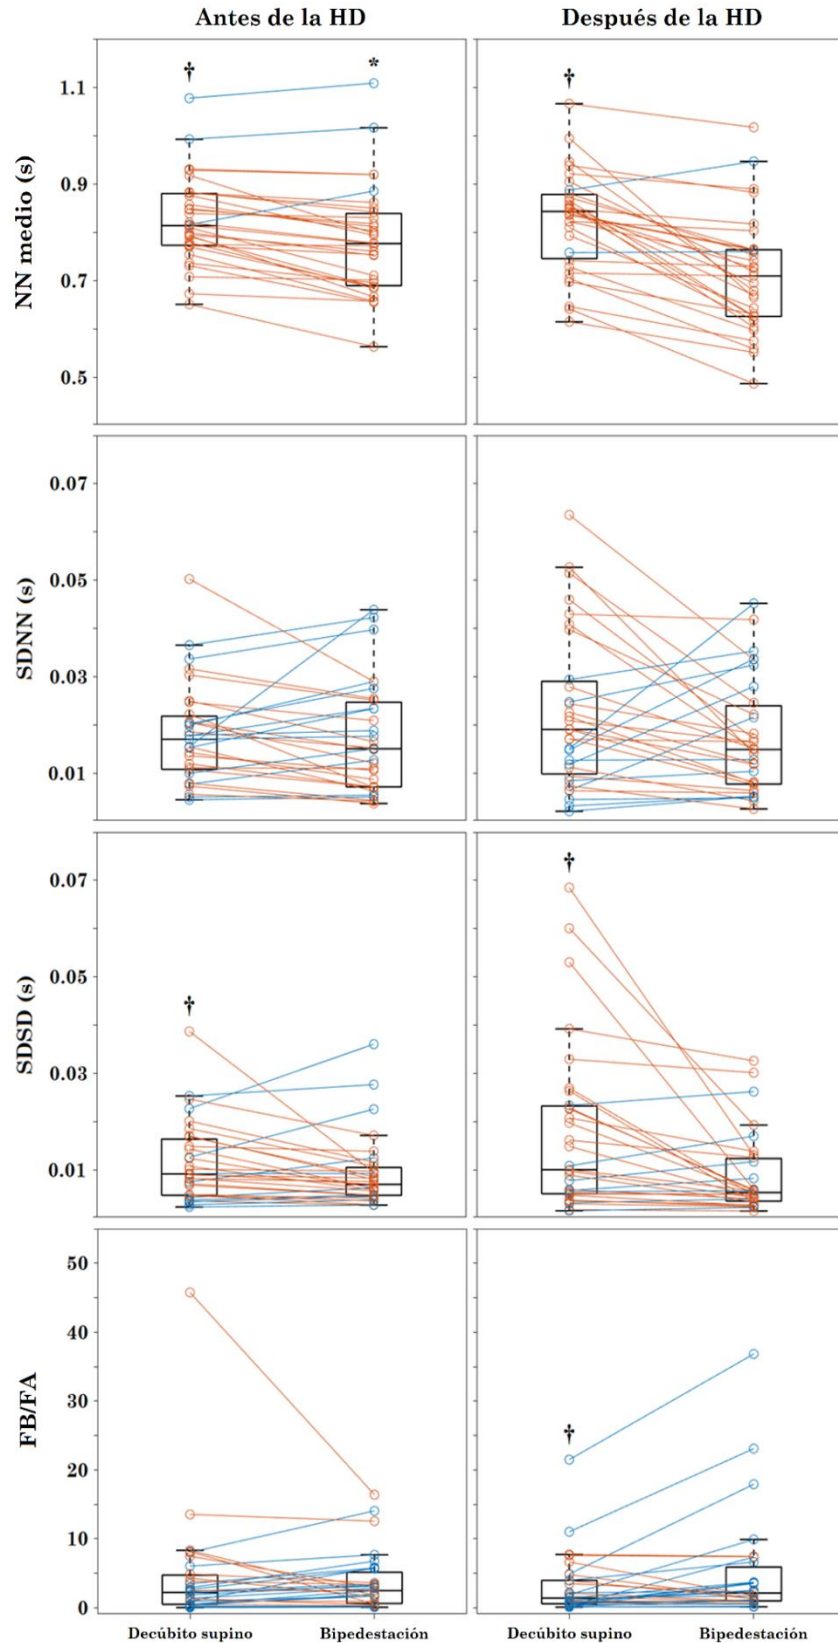 Antes de la HD
Después de la HD
NN medio (s)
1.1
0.9
0.7
0.5
†
*
†
SDNN (s)
0.07
0.05
0.03
0.01
SDSD (s)
0.07
0.05
0.03
0.01
†
†
FB/FA
50
40
30
20
10
0
†
Decúbito supino
Bipedestación
Decúbito supino
Bipedestación